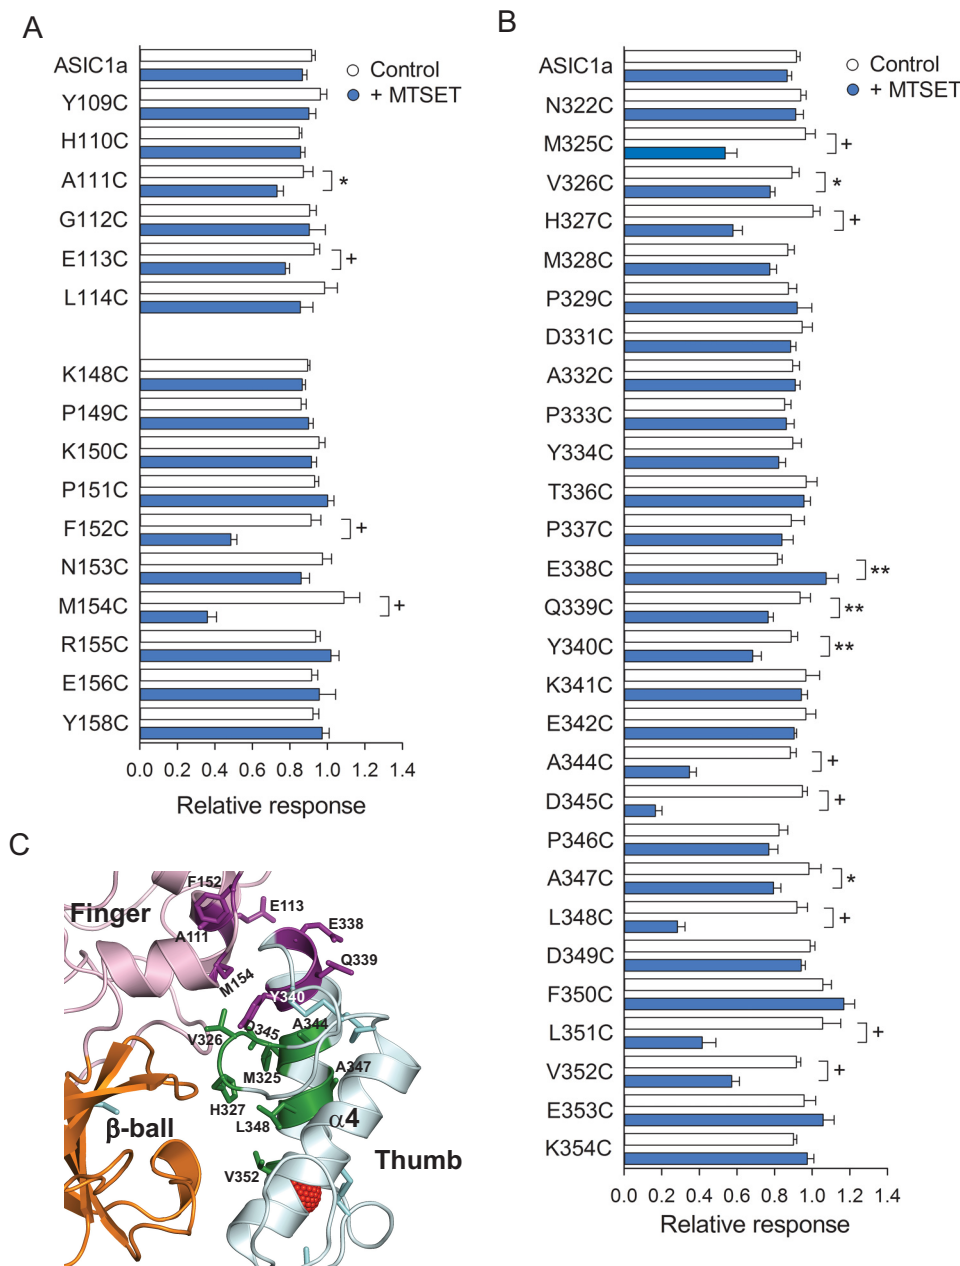 A
ASIC1a
Y109C
H110C
A111C
*
G112C
E113C
+
L114C
K148C
P149C
K150C
P151C
F152C
+
N153C
M154C
+
R155C
E156C
Y158C
Control
+ MTSET
0.0 0.2 0.4 0.6 0.8 1.0 1.2 1.4
Relative response
B
ASIC1a
N322C
M325C
+
V326C
*
H327C
+
M328C
P329C
D331C
A332C
P333C
Y334C
T336C
P337C
E338C
**
Q339C
**
Y340C
**
K341C
E342C
A344C
+
D345C
+
P346C
A347C
*
L348C
+
D349C
F350C
L351C
+
V352C
+
E353C
K354C
Control
+ MTSET
0.0 0.2 0.4 0.6 0.8 1.0 1.2 1.4
Relative response
C
F152
Finger
E113
A111
E338
Q339
M154
Y340
V326
D345
A344
M325
A347
H327
L348
α4
β-ball
Thumb
V352